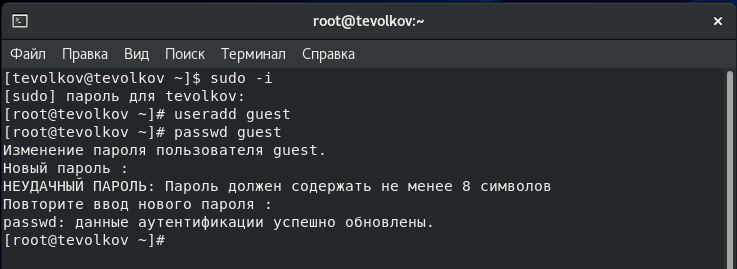 root@tevolkov:~
Файл Правка Вид Поиск Терминал Справка
[tevolkov@tevolkov ~]$ sudo -i
[sudo] пароль для tevolkov:
[root@tevolkov ~]# useradd guest
[root@tevolkov ~]# passwd guest
Изменение пароля пользователя guest.
Новый пароль :
НЕУДАЧНЫЙ ПАРОЛЬ: Пароль должен содержать не менее 8 символов
Повторите ввод нового пароля :
passwd: данные аутентификации успешно обновлены.
[root@tevolkov ~]#